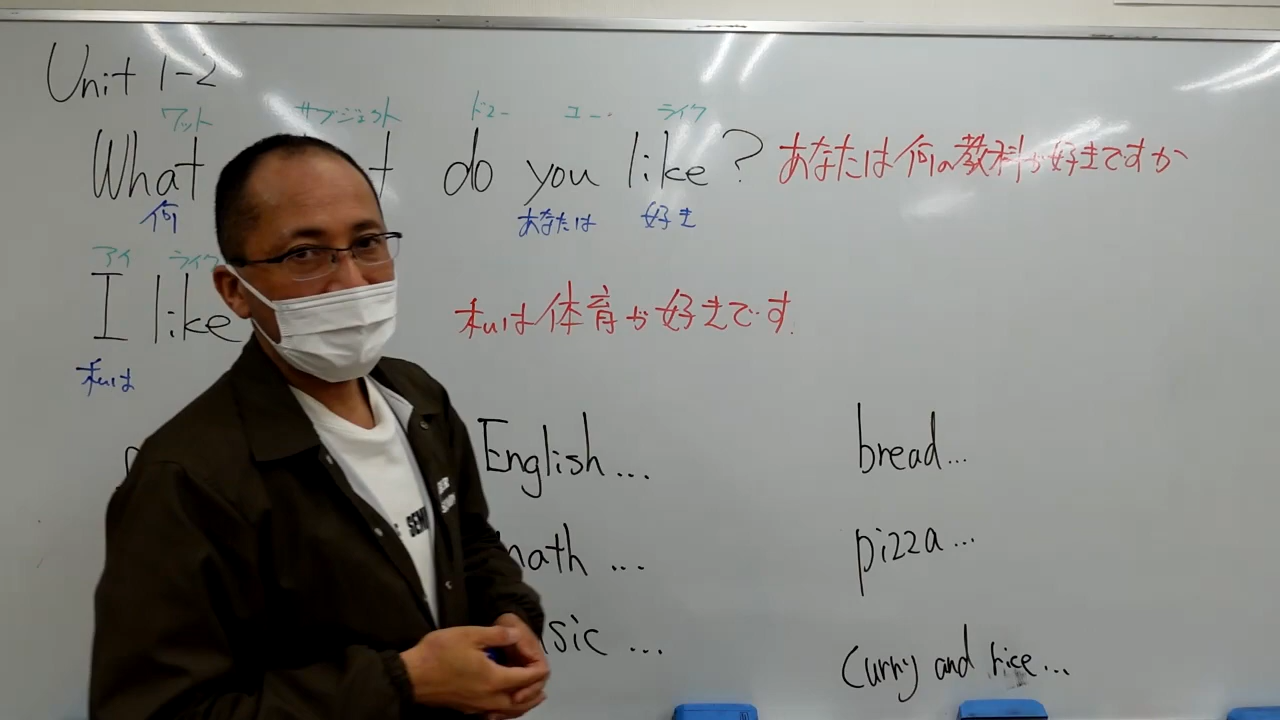 Unit 1-2
ワット サブジェクト ドゥー ユー ライク
What do you like? あなたは何の教科が好きですか
何 あなたは 好き
アイ ライク
I like 私は体育が好きです.
私は
English... bread...
math ... pizza ...
... curry and rice...